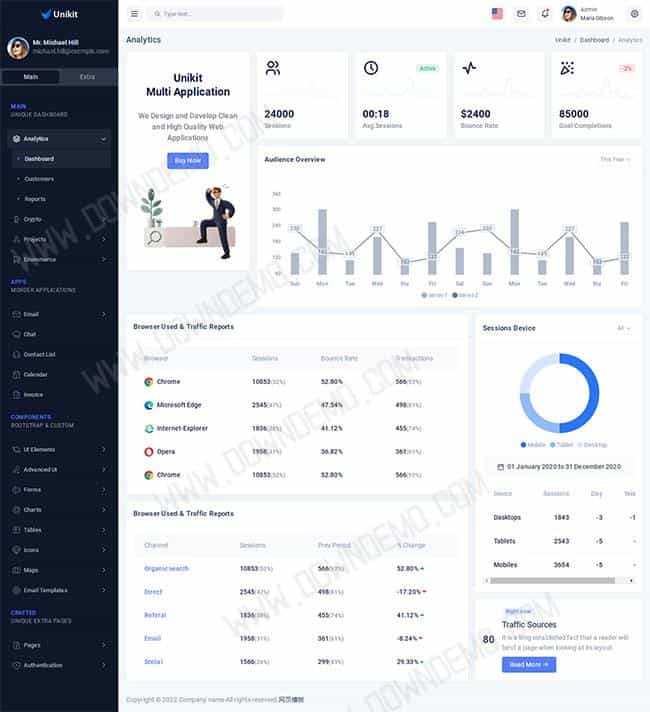 Unikit
Type Text
Admin
Maria Gibson
Mr. Michael Hill
michael.hill@exemple.com
Main
Extra
MAIN
UNIQUE DASHBOARD
Analytics
Dashboard
Customers
Reports
Crypto
Projects
Ecommerce
APPS
Email
Chat
Contact List
Calendar
Invoice
COMPONENTS
BOOTSTRAP & CUSTOM
UI Elements
Advanced UI
Forms
Charts
Tables
Icons
Maps
Email Templates
CRAFTED
UNIQUE EXTRA PAGES
Pages
Authentication
Analytics
Unikit / Dashboard / Analytics
Unikit
Multi Application
We Design and Develop Clean
and High Quality Web
Applications
Buy Now
24000
Sessions
Active
00:18
Avg.Sessions
$2400
Bounce Rate
-2%
85000
Goal Completions
Audience Overview
This Year
360
300
240
180
120
60
Sun Mon Tue Wed Thu Fri Sat Sun Mon Tue Wed Thu Fri
Browser Used & Traffic Reports
Browser Sessions Bounce Rate Transactions
Chrome 10853(52%) 52.80% 566(92%)
Microsoft Edge 2545(47%) 47.54% 498(81%)
Internet-Explorer 1836(38%) 41.12% 455(74%)
Opera 1958(31%) 36.82% 361(61%)
Chrome 10853(52%) 52.80% 566(92%)
Browser Used & Traffic Reports
Channel Sessions Prev.Period % Change
Organic search 10853(52%) 566(92%) 52.80%
Direct 2545(47%) 498(81%) -17.20%
Referal 1836(38%) 455(74%) 41.12%
Email 1958(31%) 361(61%) -8.24%
Social 1566(26%) 299(49%) 29.33%
Sessions Device
All
Mobile Tablet Desktop
01 January 2020 to 31 December 2020
Device Sessions Day Wee
Dasktops 1843 -3 -1
Tablets 2543 -5 -
Mobiles 3654 -5 -
Right now
80
Traffic Sources
It is a long established fact that a reader will
be of a page when looking at its layout.
Read More →
Copyright © 2022.Company name All rights reserved.网页模板
WWW.DOWNDEMO.COM
WWW.DOWNDEMO.COM
WWW.DOWNDEMO.COM
WWW.DOWNDEMO.COM